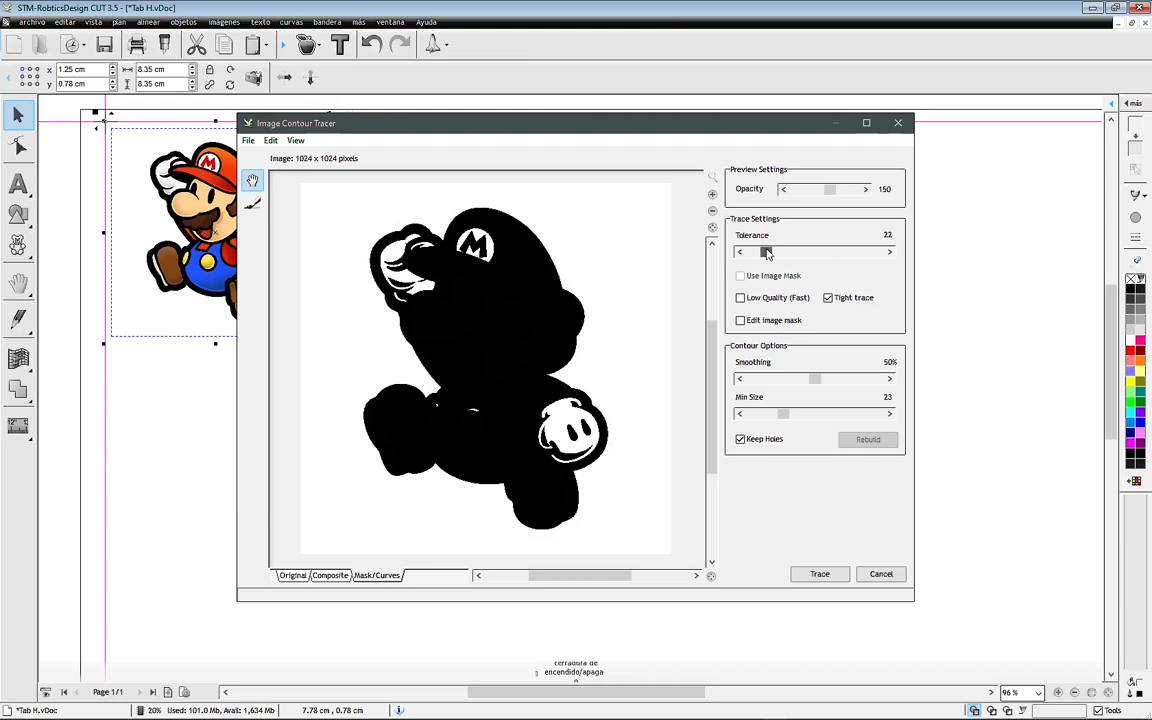 STM-RobticsDesign CUT 3.5 - [*Tab H.vDoc]
archivo editar vista plan alinear objetos imágenes texto curvas bandera más ventana Ayuda
x 1.25 cm 8.35 cm
y 0.78 cm 8.35 cm
más
Image Contour Tracer
File Edit View
Image: 1024 x 1024 pixels
Preview Settings
Opacity 150
Trace Settings
Tolerance 22
Use Image Mask
Low Quality (Fast) Tight trace
Edit image mask
Contour Options
Smoothing 50%
Min Size 23
Keep Holes Rebuild
M
M
Original Composite Mask/Curves
Trace Cancel
cerradura de
encendido/apaga
Page 1/1
96 %
*Tab H.vDoc 20% Used: 101.0 Mb, Avail: 1,634 Mb 7.78 cm , 0.78 cm Tools